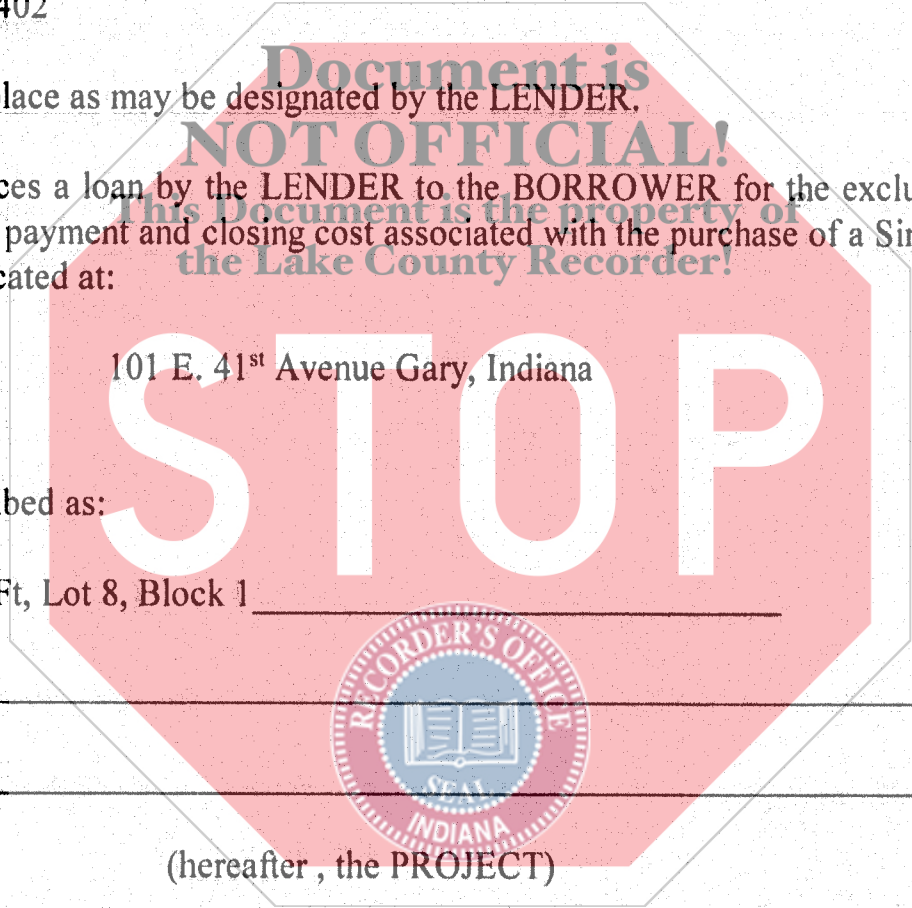 402
Document is
lace as may be designated by the LENDER.
NOT OFFICIAL!
ces a loan by the LENDER to the BORROWER for the exclu
This Document is the property of
payment and closing cost associated with the purchase of a Sin
the Lake County Recorder!
cated at:
101 E. 41st Avenue Gary, Indiana
STOP
bed as:
Ft, Lot 8, Block 1
RECORDER'S OFFICE
SEAL
INDIANA
(hereafter , the PROJECT)